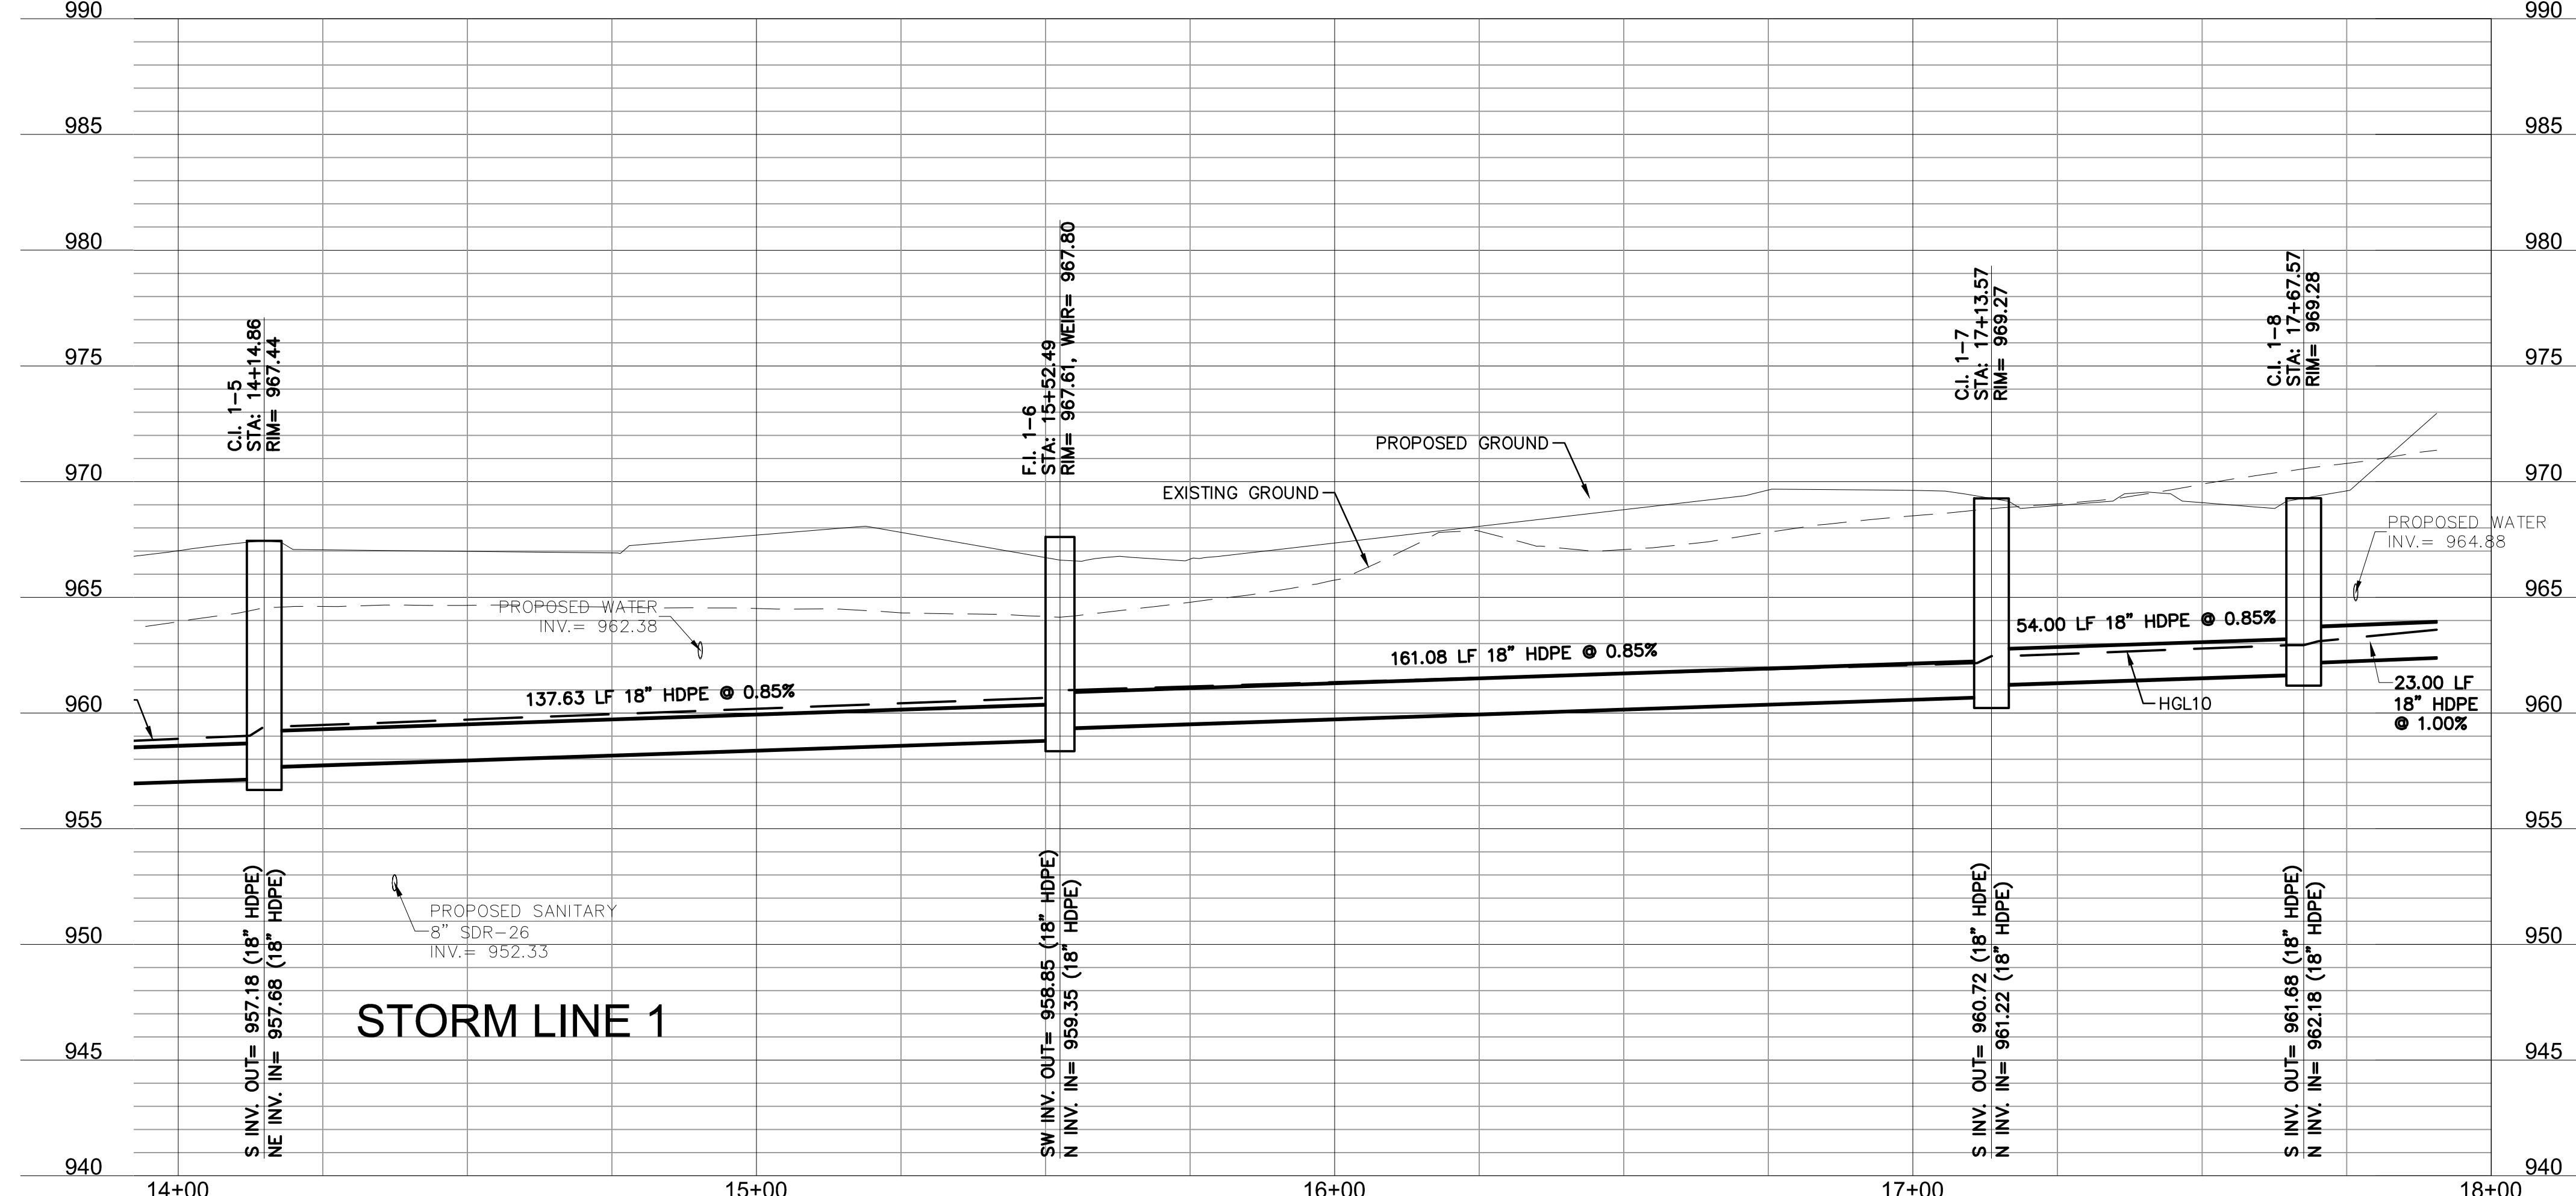 990
990
985
985
980
980
975
975
970
970
965
965
960
960
955
955
950
950
945
945
940
940
C.I. 1-5
STA: 14+14.86
RIM= 967.44
F.I. 1-6
STA: 15+52.49
RIM= 967.61, WEIR= 967.80
C.I. 1-7
STA: 17+13.57
RIM= 969.27
C.I. 1-8
STA: 17+67.57
RIM= 969.28
PROPOSED GROUND
EXISTING GROUND
PROPOSED WATER
INV.= 964.88
PROPOSED WATER
INV.= 962.38
137.63 LF 18" HDPE @ 0.85%
161.08 LF 18" HDPE @ 0.85%
54.00 LF 18" HDPE @ 0.85%
HGL10
23.00 LF
18" HDPE
@ 1.00%
PROPOSED SANITARY
8" SDR-26
INV.= 952.33
STORM LINE 1
S INV. OUT= 957.18 (18" HDPE)
NE INV. IN= 957.68 (18" HDPE)
SW INV. OUT= 958.85 (18" HDPE)
N INV. IN= 959.35 (18" HDPE)
S INV. OUT= 960.72 (18" HDPE)
N INV. IN= 961.22 (18" HDPE)
S INV. OUT= 961.68 (18" HDPE)
N INV. IN= 962.18 (18" HDPE)
14+00
15+00
16+00
17+00
18+00